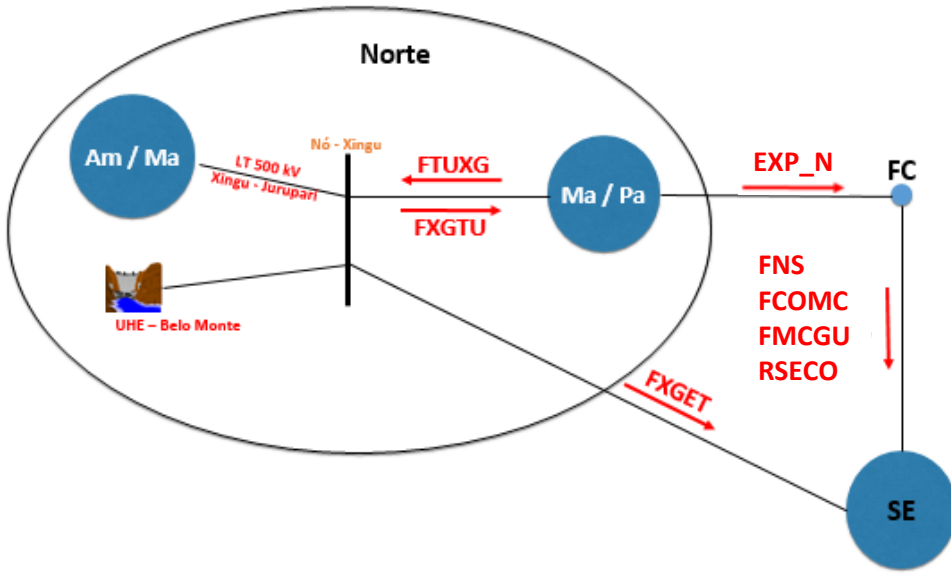 Norte
Am / Ma
LT 500 kV
Xingu - Jurupari
Nó - Xingu
FTUXG
FXGTU
Ma / Pa
EXP_N
FC
UHE – Belo Monte
FNS
FCOMC
FMCGU
RSECO
FXGET
SE